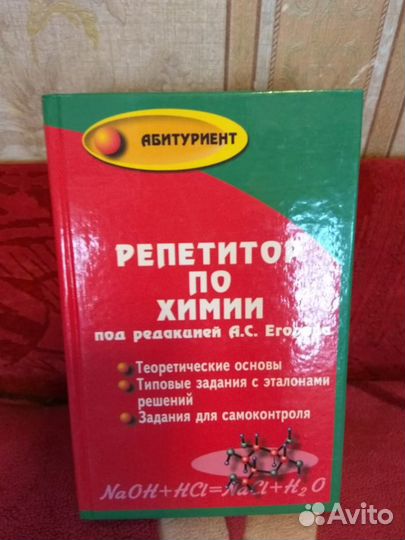 АБИТУРИЕНТ
РЕПЕТИТОР
ПО
ХИМИИ
под редакцией А.С. Егорова
Теоретические основы
Типовые задания с эталонами
решений
Задания для самоконтроля
NaOH+HCl=NaCl+H₂O
Avito